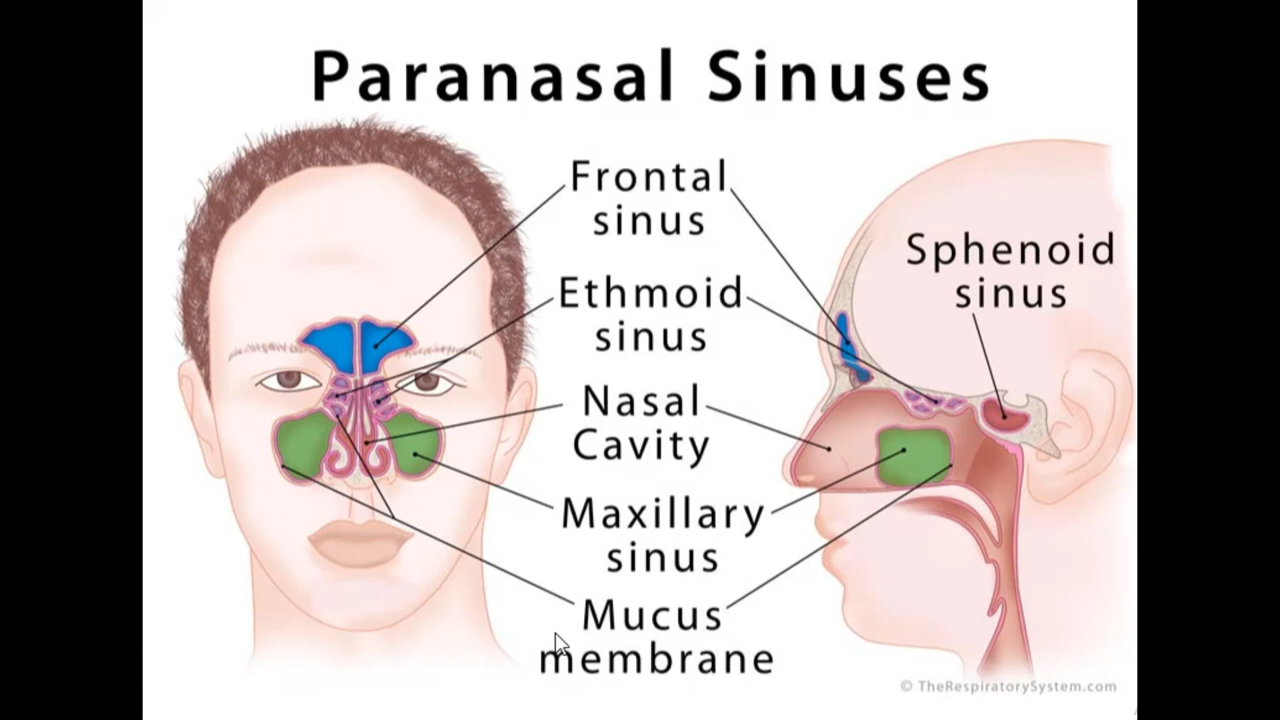 Paranasal Sinuses
Frontal
sinus
Ethmoid
sinus
Sphenoid
sinus
Nasal
Cavity
Maxillary
sinus
Mucus
membrane
© TheRespiratorySystem.com